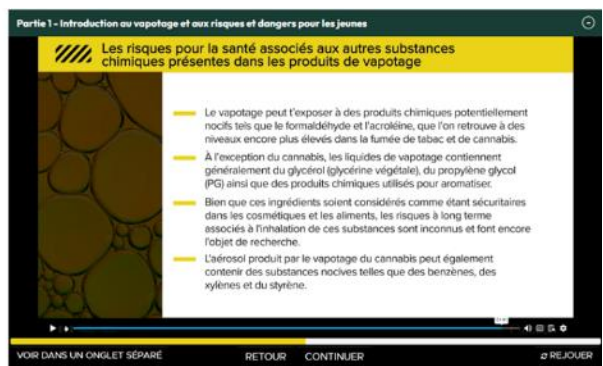 Partie 1 - Introduction au vapotage et aux risques et dangers pour les jeunes
Les risques pour la santé associés aux autres substances
chimiques présentes dans les produits de vapotage
Le vapotage peut t'exposer à des produits chimiques potentiellement
nocifs tels que le formaldéhyde et l'acroléine, que l'on retrouve à des
niveaux encore plus élevés dans la fumée de tabac et de cannabis.
À l'exception du cannabis, les liquides de vapotage contiennent
généralement du glycérol (glycérine végétale), du propylène glycol
(PG) ainsi que des produits chimiques utilisés pour aromatiser.
Bien que ces ingrédients soient considérés comme étant sécuritaires
dans les cosmétiques et les aliments, les risques à long terme
associés à l'inhalation de ces substances sont inconnus et font encore
l'objet de recherche.
L'aérosol produit par le vapotage du cannabis peut également
contenir des substances nocives telles que des benzènes, des
xylènes et du styrène.
VOIR DANS UN ONGLET SÉPARÉ
RETOUR
CONTINUER
REJOUER